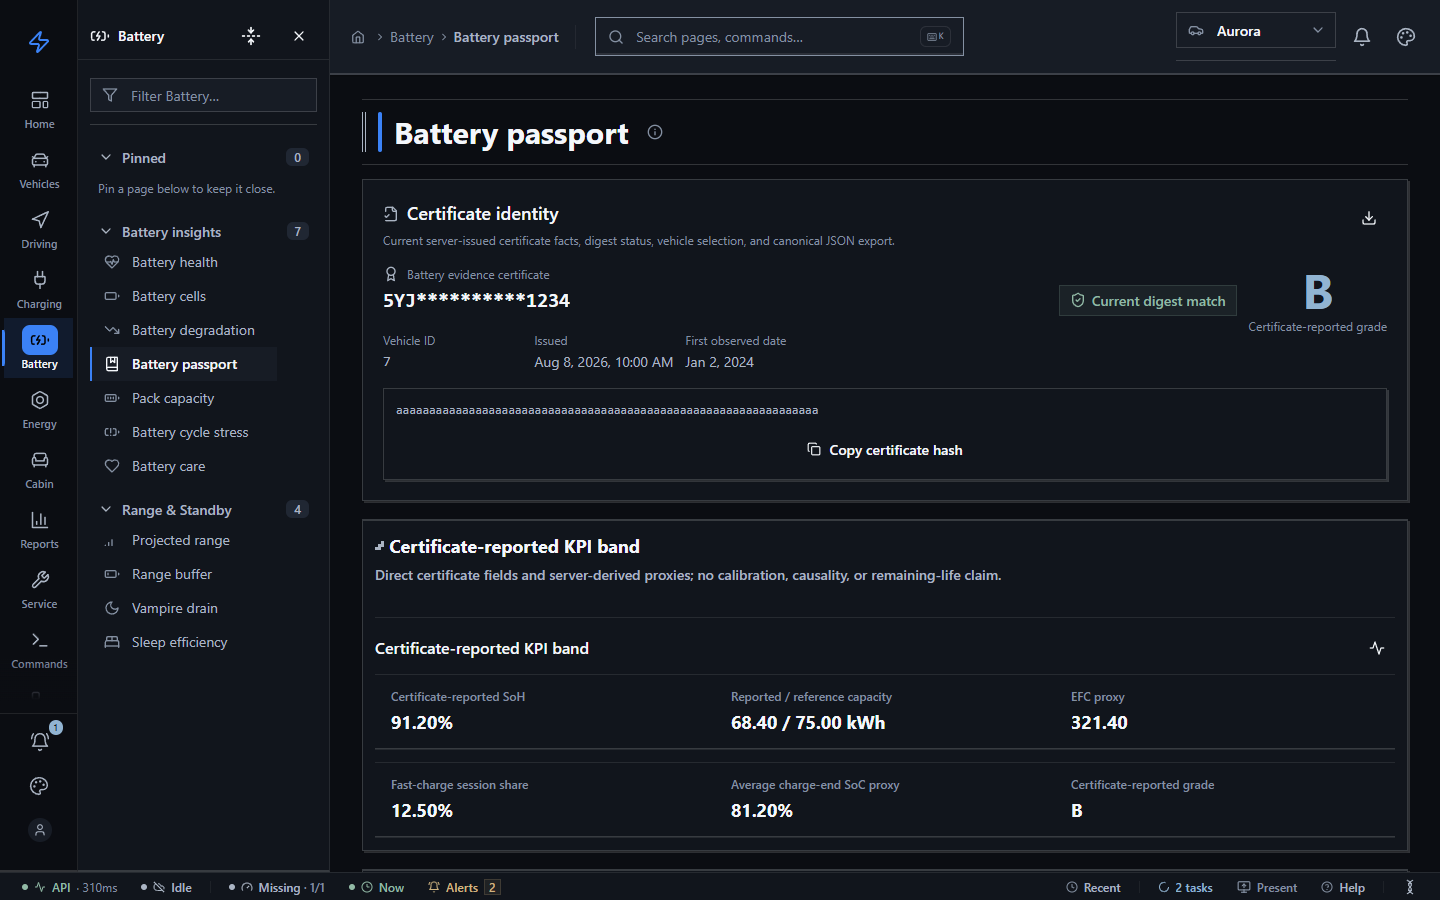 Battery
Battery
Battery passport
Search pages, commands...
K
Aurora
Home
Vehicles
Driving
Charging
Battery
Energy
Cabin
Reports
Service
Commands
1
Filter Battery...
Pinned
0
Pin a page below to keep it close.
Battery insights
7
Battery health
Battery cells
Battery degradation
Battery passport
Pack capacity
Battery cycle stress
Battery care
Range & Standby
4
Projected range
Range buffer
Vampire drain
Sleep efficiency
Battery passport
Certificate identity
Current server-issued certificate facts, digest status, vehicle selection, and canonical JSON export.
Battery evidence certificate
5YJ**********1234
Current digest match
B
Certificate-reported grade
Vehicle ID
Issued
First observed date
7
Aug 8, 2026, 10:00 AM
Jan 2, 2024
aaaaaaaaaaaaaaaaaaaaaaaaaaaaaaaaaaaaaaaaaaaaaaaaaaaaaaaaaaaaaaaa
Copy certificate hash
Certificate-reported KPI band
Direct certificate fields and server-derived proxies; no calibration, causality, or remaining-life claim.
Certificate-reported KPI band
Certificate-reported SoH
91.20%
Reported / reference capacity
68.40 / 75.00 kWh
EFC proxy
321.40
Fast-charge session share
12.50%
Average charge-end SoC proxy
81.20%
Certificate-reported grade
B
API · 310ms
Idle
Missing · 1/1
Now
Alerts 2
Recent
2 tasks
Present
Help